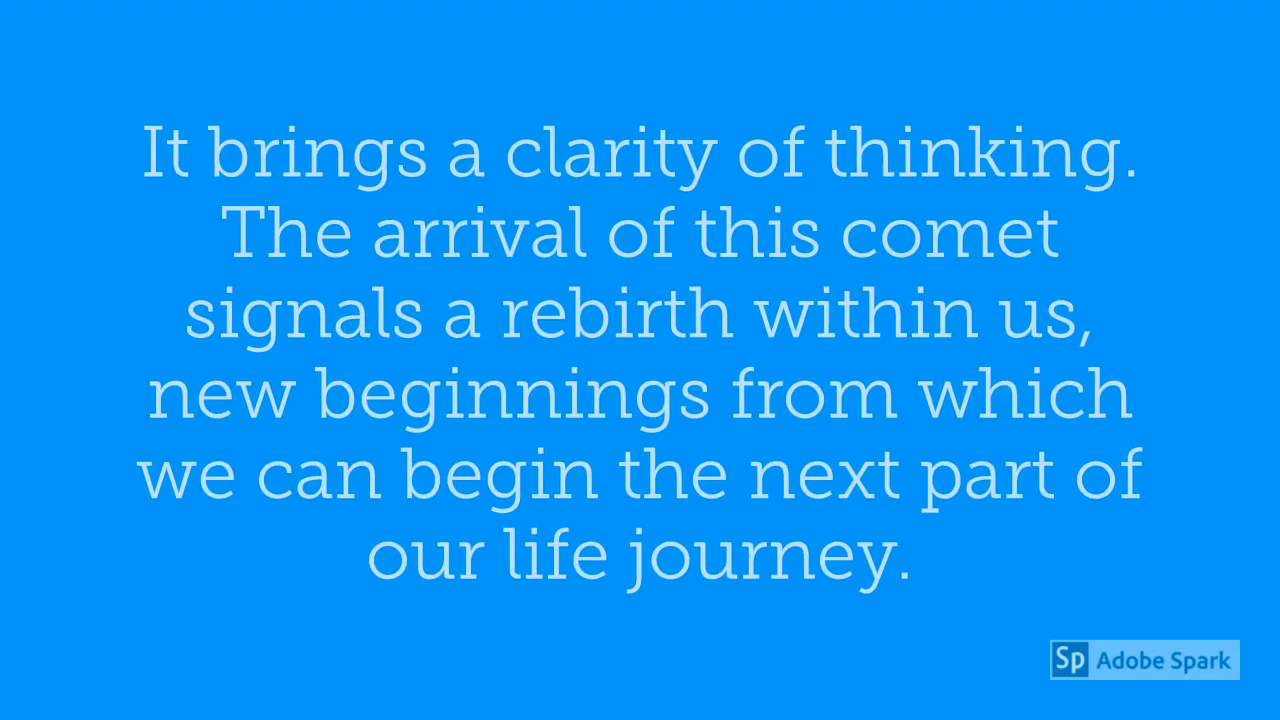 It brings a clarity of thinking.
The arrival of this comet
signals a rebirth within us,
new beginnings from which
we can begin the next part of
our life journey.
Sp Adobe Spark